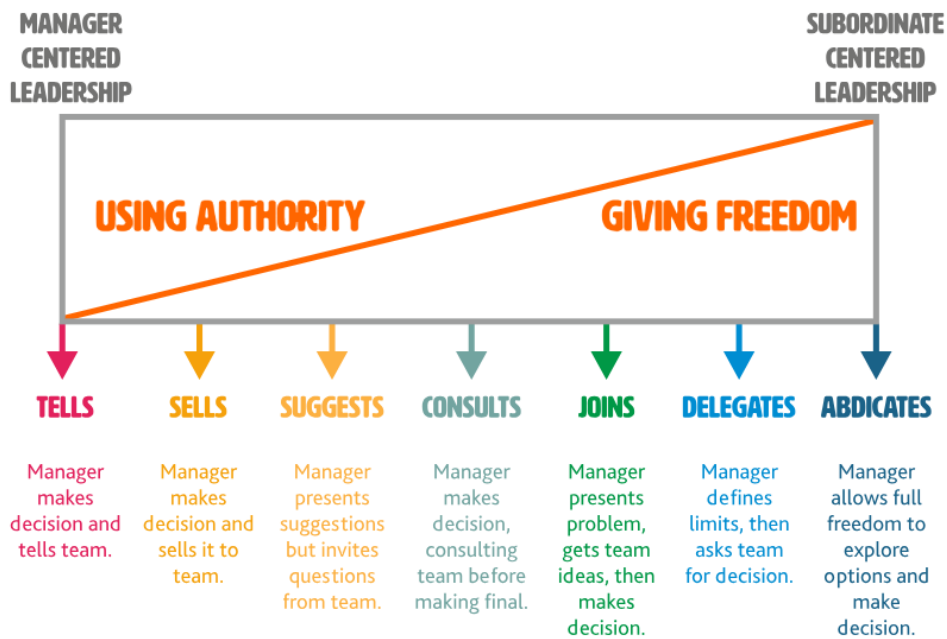 MANAGER
CENTERED
LEADERSHIP
SUBORDINATE
CENTERED
LEADERSHIP
USING AUTHORITY
GIVING FREEDOM
TELLS
Manager
makes
decision and
tells team.
SELLS
Manager
makes
decision and
sells it to
team.
SUGGESTS
Manager
presents
suggestions
but invites
questions
from team.
CONSULTS
Manager
makes
decision,
consulting
team before
making final.
JOINS
Manager
presents
problem,
gets team
ideas, then
makes
decision.
DELEGATES
Manager
defines
limits, then
asks team
for decision.
ABDICATES
Manager
allows full
freedom to
explore
options and
make
decision.